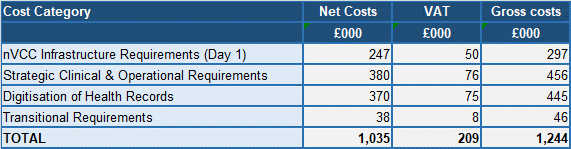 Cost Category Net Costs VAT Gross costs
£000 £000 £000
nVCC Infrastructure Requirements (Day 1) 247 50 297
Strategic Clinical & Operational Requirements 380 76 456
Digitisation of Health Records 370 75 445
Transitional Requirements 38 8 46
TOTAL 1,035 209 1,244